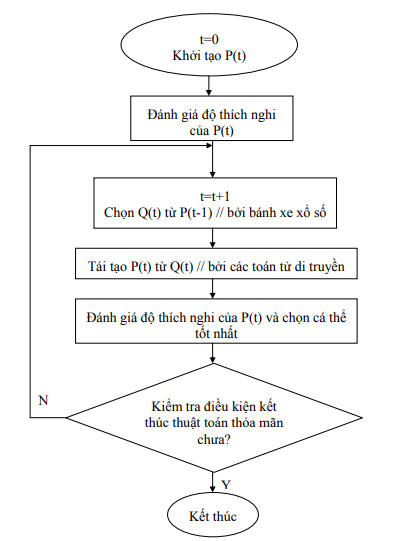 t=0
Khởi tạo P(t)
Đánh giá độ thích nghi
của P(t)
t=t+1
Chọn Q(t) từ P(t-1) // bởi bánh xe xổ số
Tái tạo P(t) từ Q(t) // bởi các toán tử di truyền
Đánh giá độ thích nghi của P(t) và chọn cá thể
tốt nhất
N
Kiểm tra điều kiện kết
thúc thuật toán thỏa mãn
chưa?
Y
Kết thúc